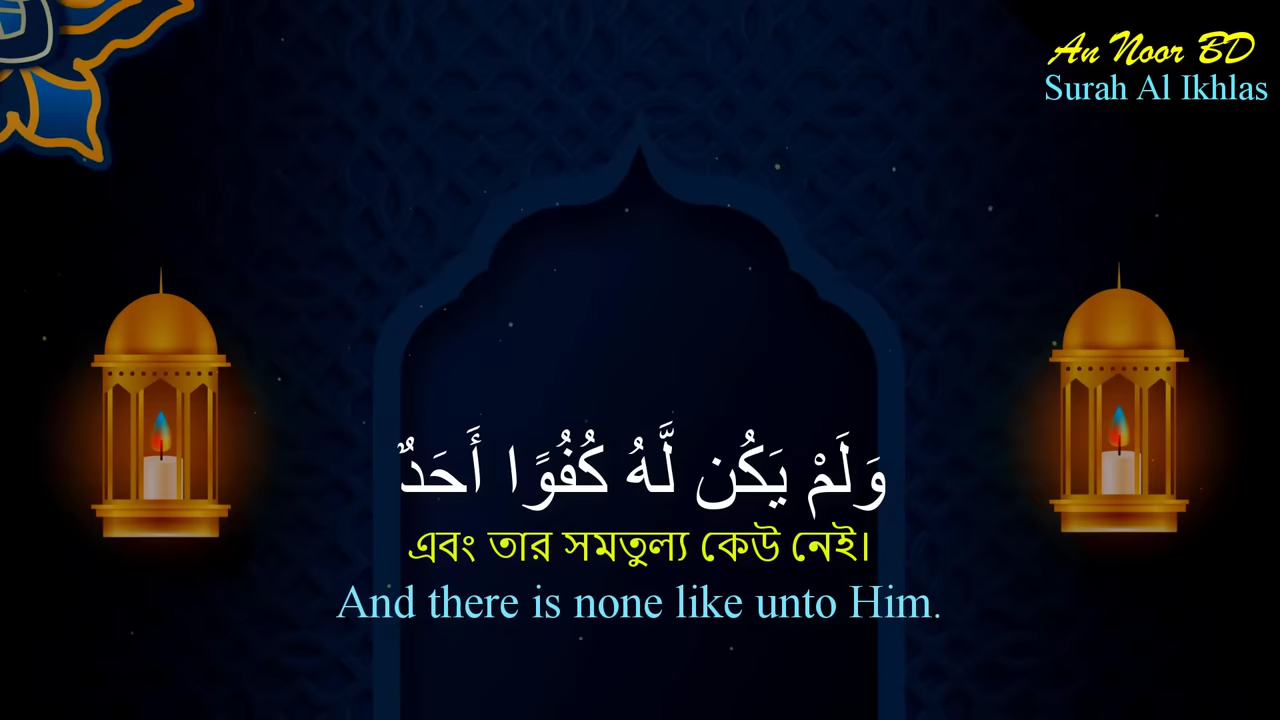 An Noor BD
Surah Al Ikhlas
وَلَمْ يَكُن لَّهُ كُفُوًا أَحَدٌ
এবং তার সমতুল্য কেউ নেই।
And there is none like unto Him.